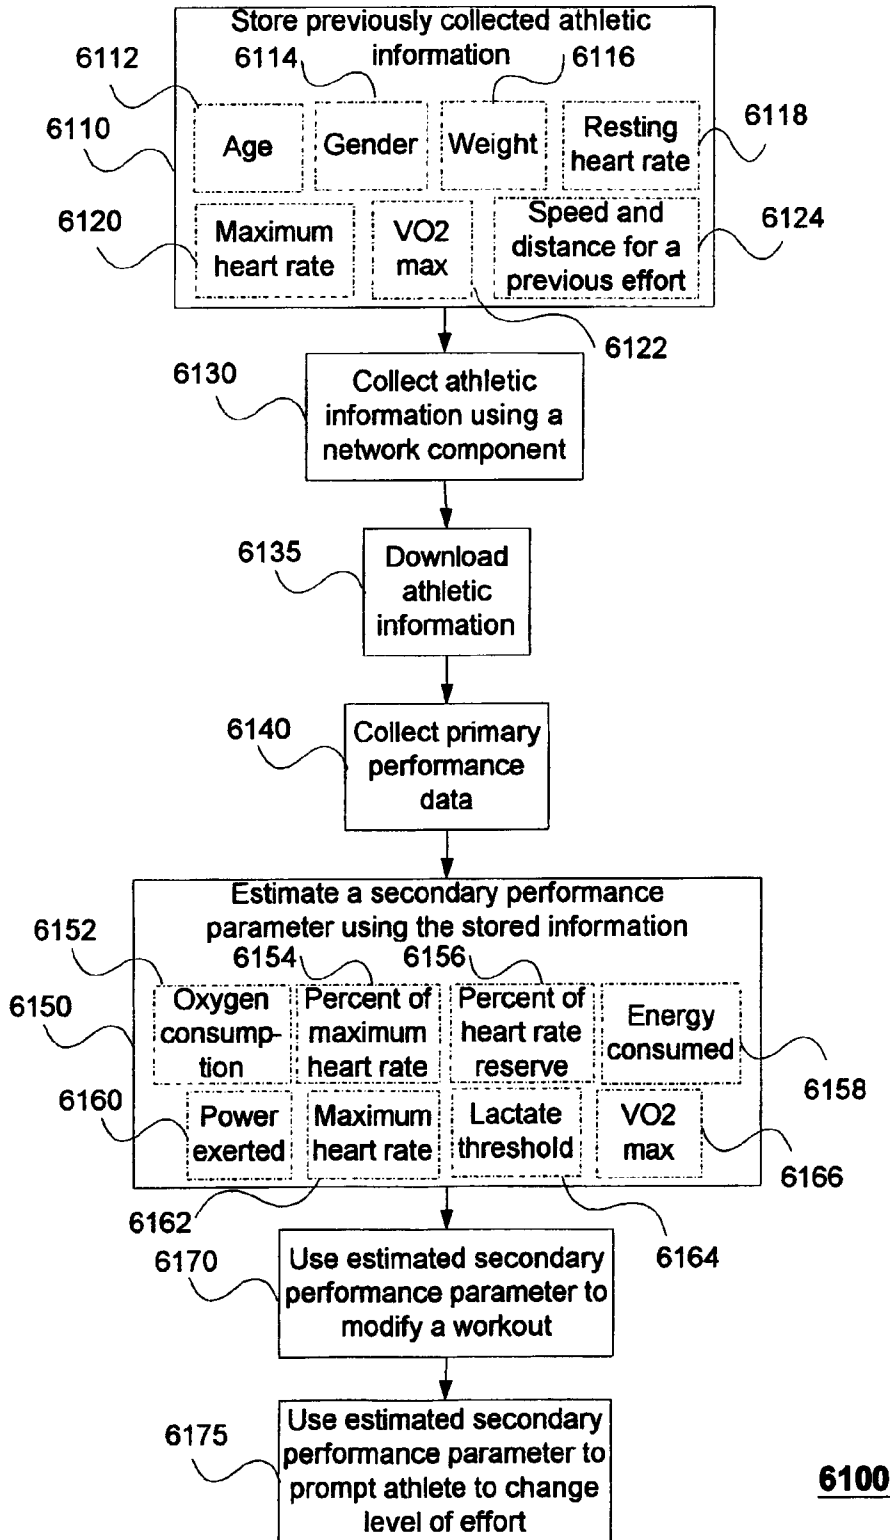 Store previously collected athletic
information
6112
6114
6116
6110
Age
Gender
Weight
Resting
heart rate
6118
6120
Maximum
heart rate
VO2
max
Speed and
distance for a
previous effort
6124
6122
6130
Collect athletic
information using a
network component
6135
Download
athletic
information
6140
Collect primary
performance
data
Estimate a secondary performance
parameter using the stored information
6152
6154
6156
6150
Oxygen
consump-
tion
Percent of
maximum
heart rate
Percent of
heart rate
reserve
Energy
consumed
6158
6160
Power
exerted
Maximum
heart rate
Lactate
threshold
VO2
max
6166
6162
6164
6170
Use estimated secondary
performance parameter to
modify a workout
6175
Use estimated secondary
performance parameter to
prompt athlete to change
level of effort
6100